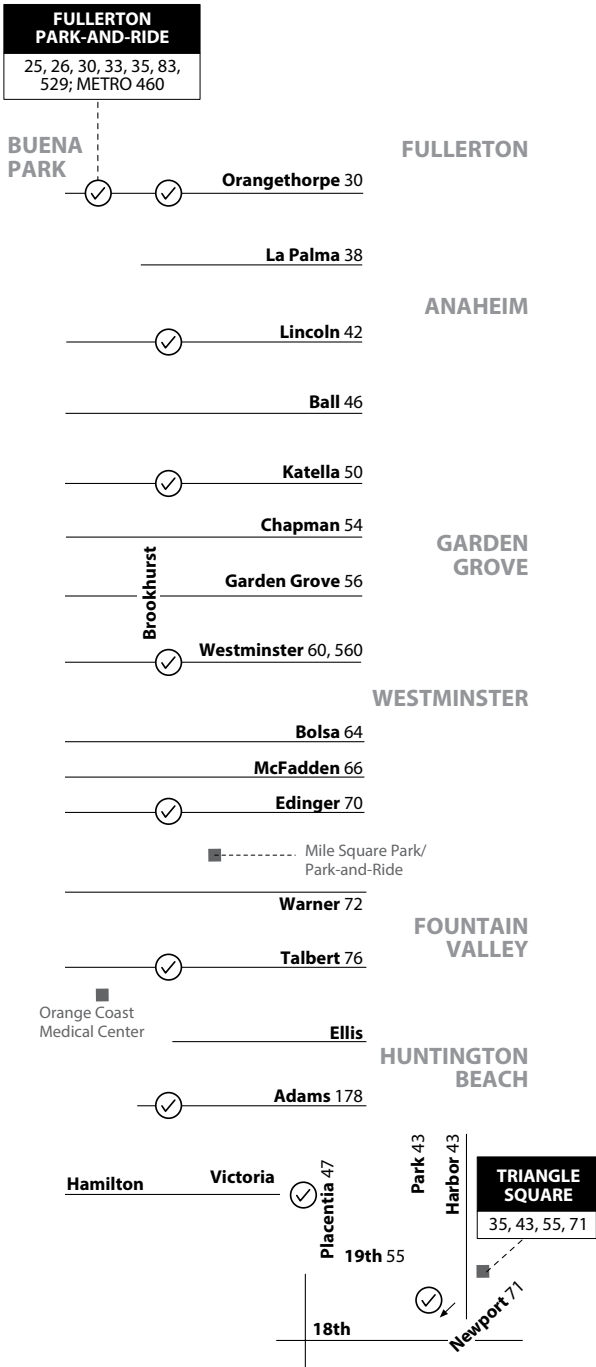 FULLERTON
PARK-AND-RIDE
25, 26, 30, 33, 35, 83,
529; METRO 460
BUENA
PARK
FULLERTON
Orangethorpe 30
La Palma 38
ANAHEIM
Lincoln 42
Ball 46
Katella 50
Chapman 54
GARDEN
GROVE
Brookhurst
Garden Grove 56
Westminster 60, 560
WESTMINSTER
Bolsa 64
McFadden 66
Edinger 70
Mile Square Park/
Park-and-Ride
Warner 72
FOUNTAIN
VALLEY
Talbert 76
Orange Coast
Medical Center
Ellis
HUNTINGTON
BEACH
Adams 178
Hamilton
Victoria
Placentia 47
Park 43
Harbor 43
TRIANGLE
SQUARE
35, 43, 55, 71
19th 55
Newport 71
18th